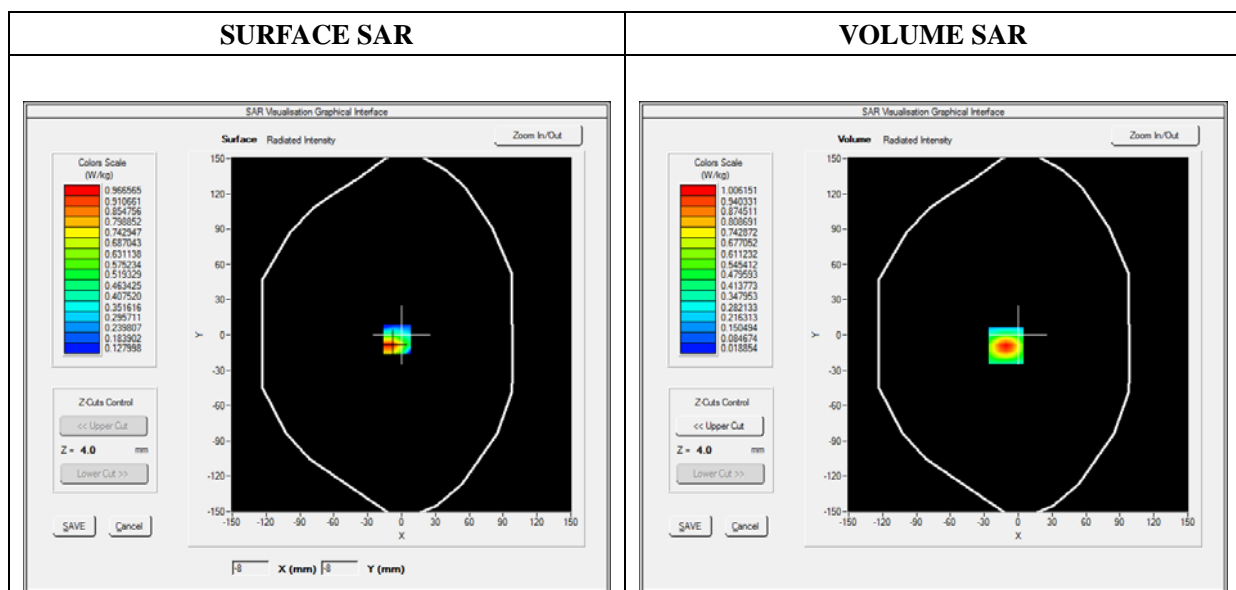 SURFACE SAR
VOLUME SAR
SAR Visualisation Graphical Interface
Surface Radiated Intensity
Zoom In/Out
Colors Scale
(W/kg)
0.966565
0.910661
0.854756
0.798852
0.742947
0.687043
0.631138
0.575234
0.519329
0.463425
0.407520
0.351616
0.295711
0.239807
0.183902
0.127998
Z-Cuts Control
<< Upper Cut
Z = 4.0 mm
Lower Cut >>
SAVE Cancel
150
120
90
60
30
0
-30
-60
-90
-120
-150
Y
-150 -120 -90 -60 -30 0 30 60 90 120 150
X
-8 X (mm) -8 Y (mm)
SAR Visualisation Graphical Interface
Volume Radiated Intensity
Zoom In/Out
Colors Scale
(W/kg)
1.006151
0.940331
0.874511
0.808691
0.742872
0.677052
0.611232
0.545412
0.479593
0.413773
0.347953
0.282133
0.216313
0.150494
0.084674
0.018854
Z-Cuts Control
<< Upper Cut
Z = 4.0 mm
Lower Cut >>
SAVE Cancel
150
120
90
60
30
0
-30
-60
-90
-120
-150
Y
-150 -120 -90 -60 -30 0 30 60 90 120 150
X